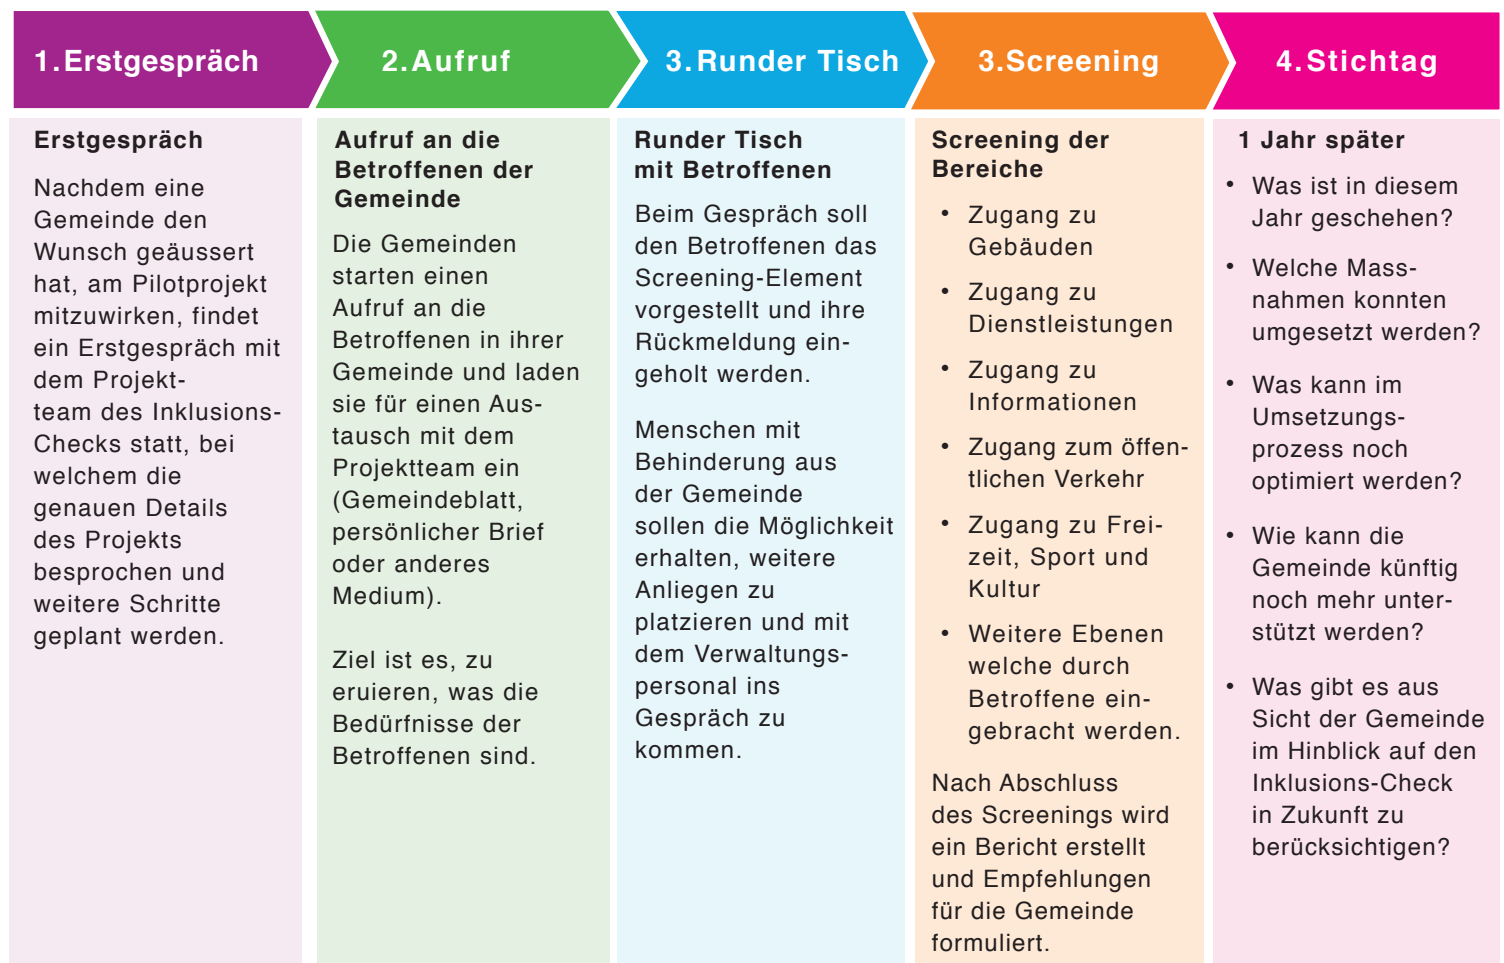 1. Erstgespräch
2. Aufruf
3. Runder Tisch
3.Screening
4. Stichtag
Erstgespräch
Nachdem eine
Gemeinde den
Wunsch geäussert
hat, am Pilotprojekt
mitzuwirken, findet
ein Erstgespräch mit
dem Projekt-
team des Inklusions-
Checks statt, bei
welchem die
genauen Details
des Projekts
besprochen und
weitere Schritte
geplant werden.
Aufruf an die
Betroffenen der
Gemeinde
Die Gemeinden
starten einen
Aufruf an die
Betroffenen in ihrer
Gemeinde und laden
sie für einen Aus-
tausch mit dem
Projektteam ein
(Gemeindeblatt,
persönlicher Brief
oder anderes
Medium).
Ziel ist es, zu
eruieren, was die
Bedürfnisse der
Betroffenen sind.
Runder Tisch
mit Betroffenen
Beim Gespräch soll
den Betroffenen das
Screening-Element
vorgestellt und ihre
Rückmeldung ein-
geholt werden.
Menschen mit
Behinderung aus
der Gemeinde
sollen die Möglichkeit
erhalten, weitere
Anliegen zu
platzieren und mit
dem Verwaltungs-
personal ins
Gespräch zu
kommen.
Screening der
Bereiche
• Zugang zu
Gebäuden
• Zugang zu
Dienstleistungen
• Zugang zu
Informationen
• Zugang zum öffen-
tlichen Verkehr
• Zugang zu Frei-
zeit, Sport und
Kultur
• Weitere Ebenen
welche durch
Betroffene ein-
gebracht werden.
Nach Abschluss
des Screenings wird
ein Bericht erstellt
und Empfehlungen
für die Gemeinde
formuliert.
1 Jahr später
• Was ist in diesem
Jahr geschehen?
• Welche Mass-
nahmen konnten
umgesetzt werden?
• Was kann im
Umsetzungs-
prozess noch
optimiert werden?
• Wie kann die
Gemeinde künftig
noch mehr unter-
stützt werden?
• Was gibt es aus
Sicht der Gemeinde
im Hinblick auf den
Inklusions-Check
in Zukunft zu
berücksichtigen?